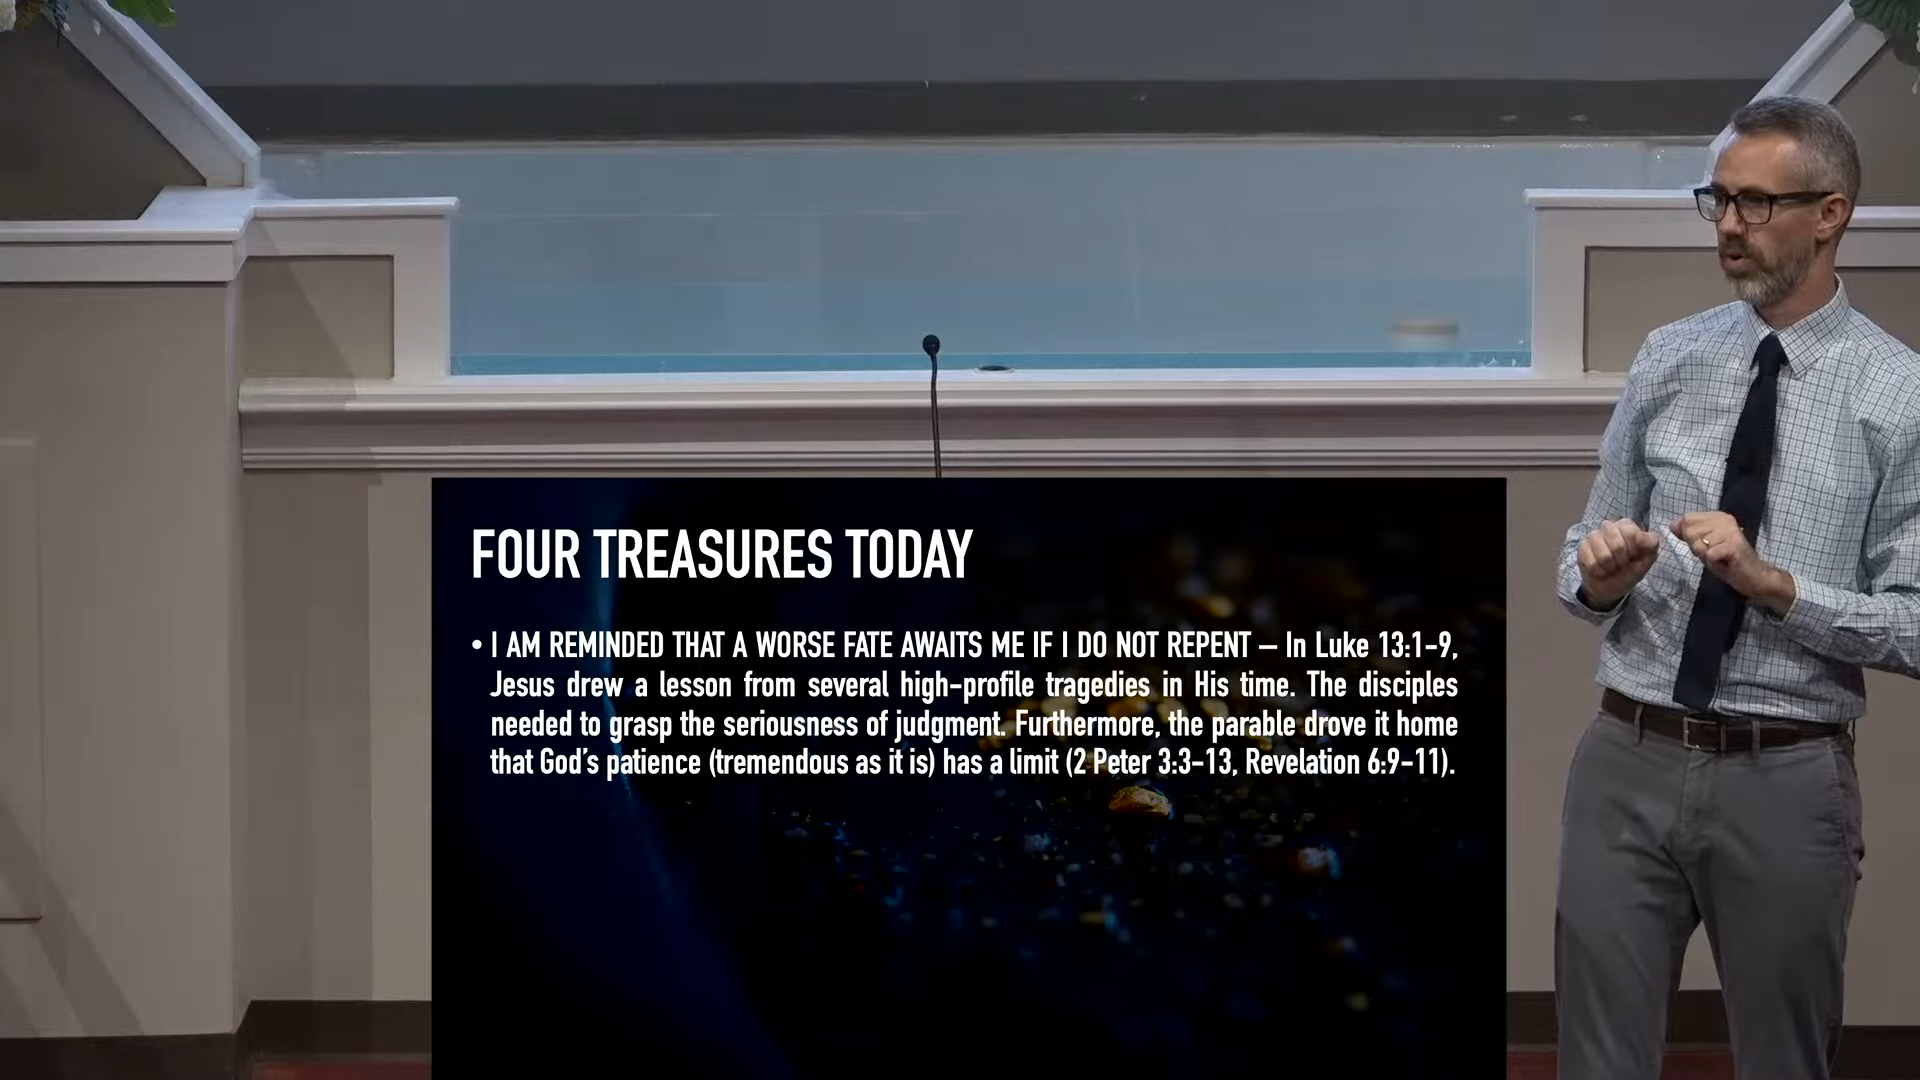 FOUR TREASURES TODAY
• I AM REMINDED THAT A WORSE FATE AWAITS ME IF I DO NOT REPENT – In Luke 13:1-9,
Jesus drew a lesson from several high-profile tragedies in His time. The disciples
needed to grasp the seriousness of judgment. Furthermore, the parable drove it home
that God's patience (tremendous as it is) has a limit (2 Peter 3:3-13, Revelation 6:9-11).